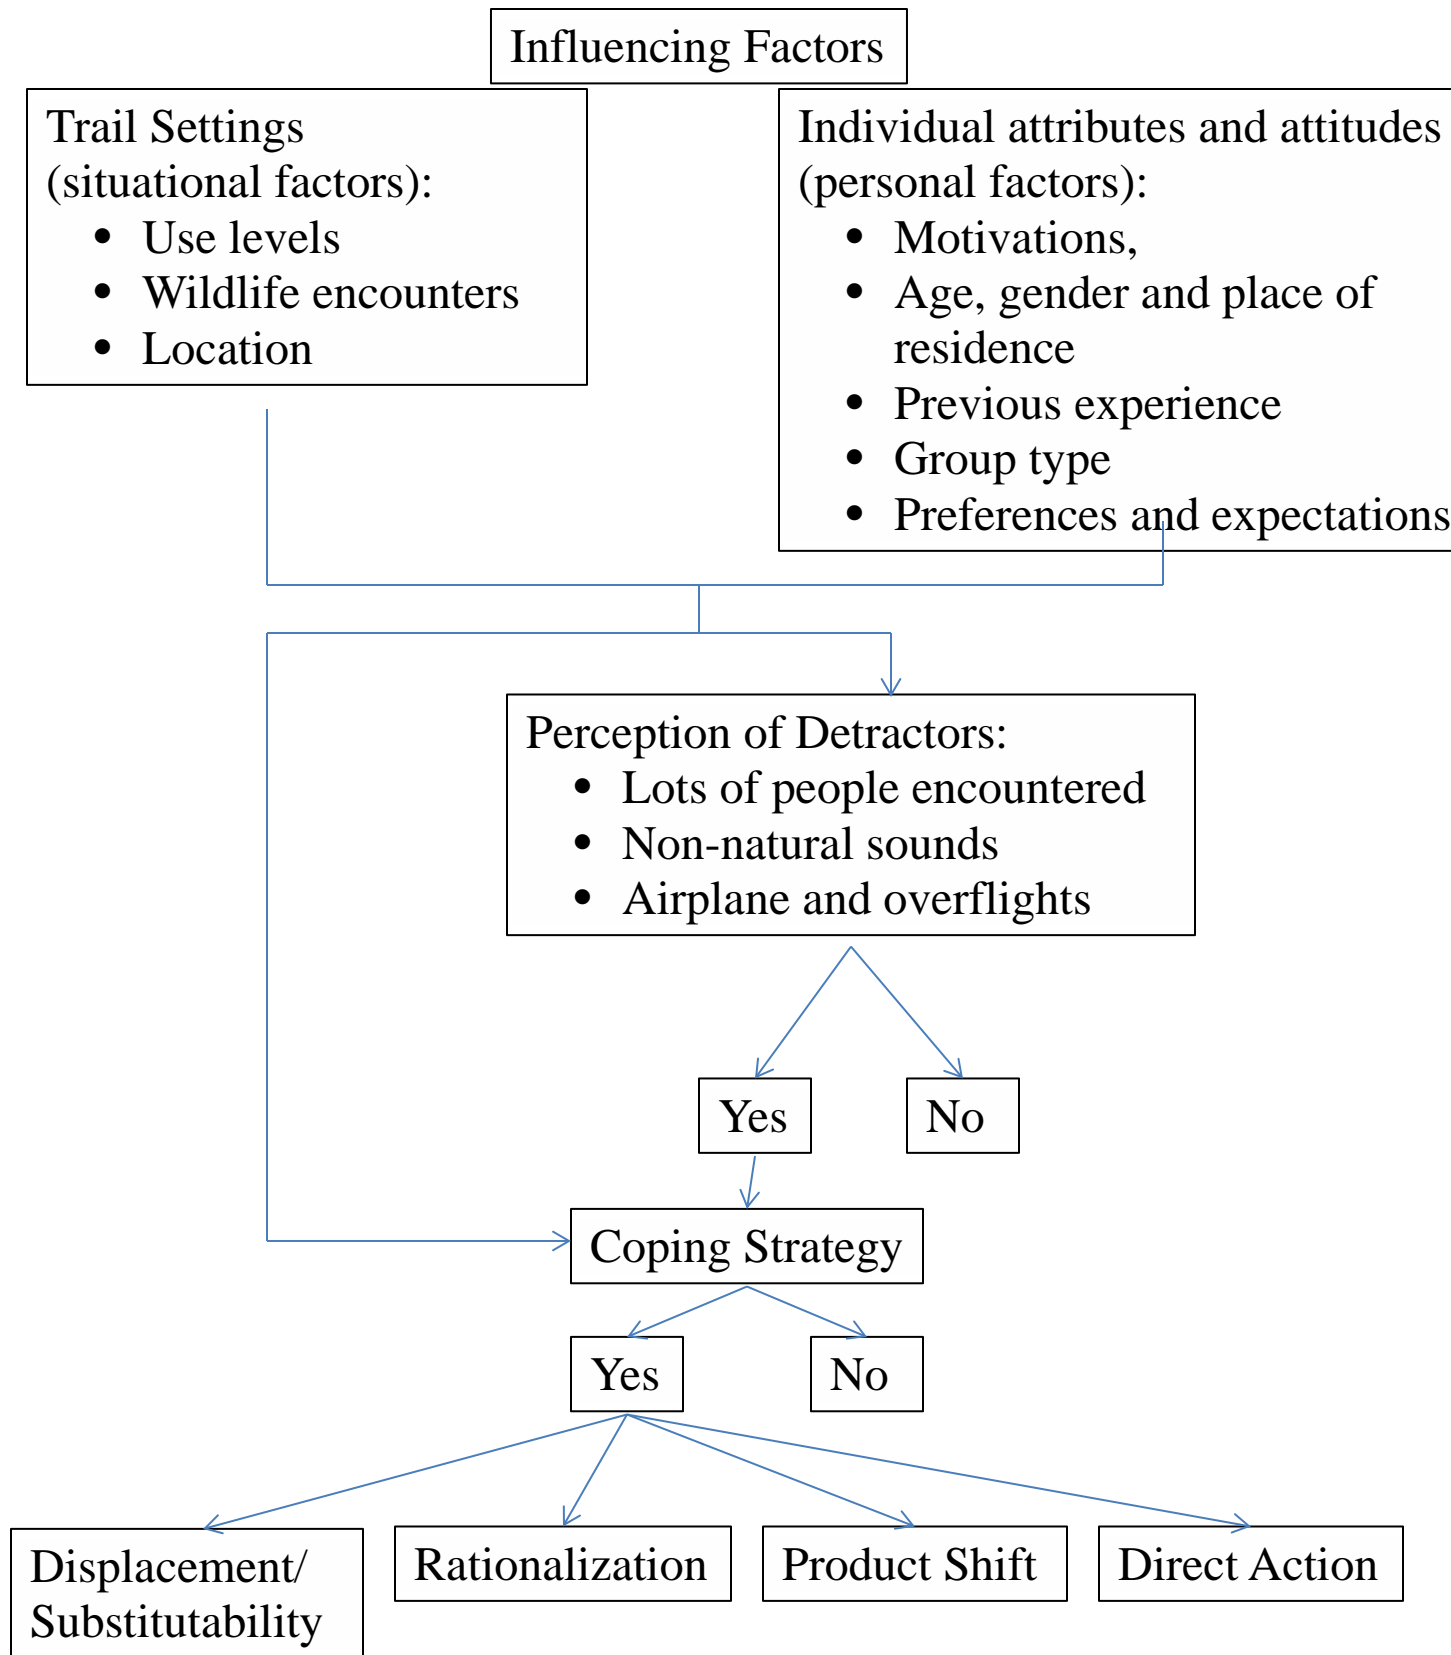 Influencing Factors
Trail Settings
(situational factors):
• Use levels
• Wildlife encounters
• Location
Individual attributes and attitudes
(personal factors):
• Motivations,
• Age, gender and place of
residence
• Previous experience
• Group type
• Preferences and expectations
Perception of Detractors:
• Lots of people encountered
• Non-natural sounds
• Airplane and overflights
Yes
No
Coping Strategy
Yes
No
Displacement/
Substitutability
Rationalization
Product Shift
Direct Action